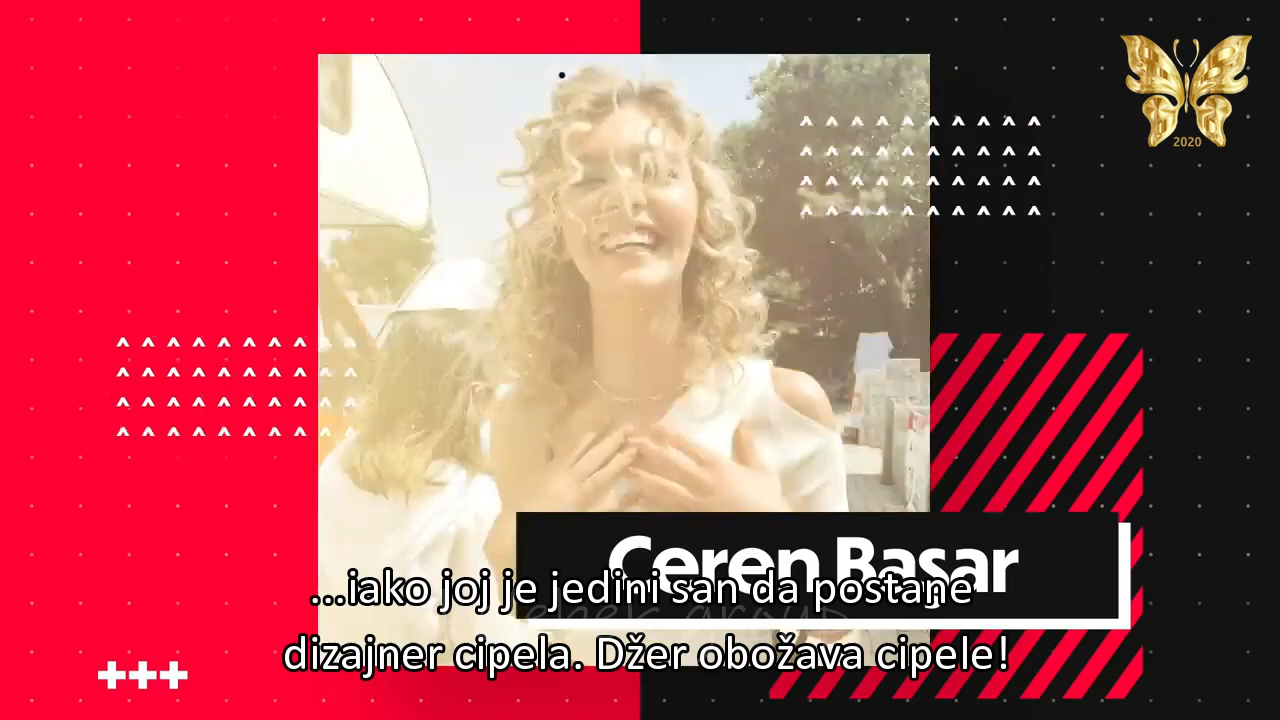 2020
Ceren Basar
...iako joj je jedini san da postane
dizajner cipela. Džer obožava cipele!